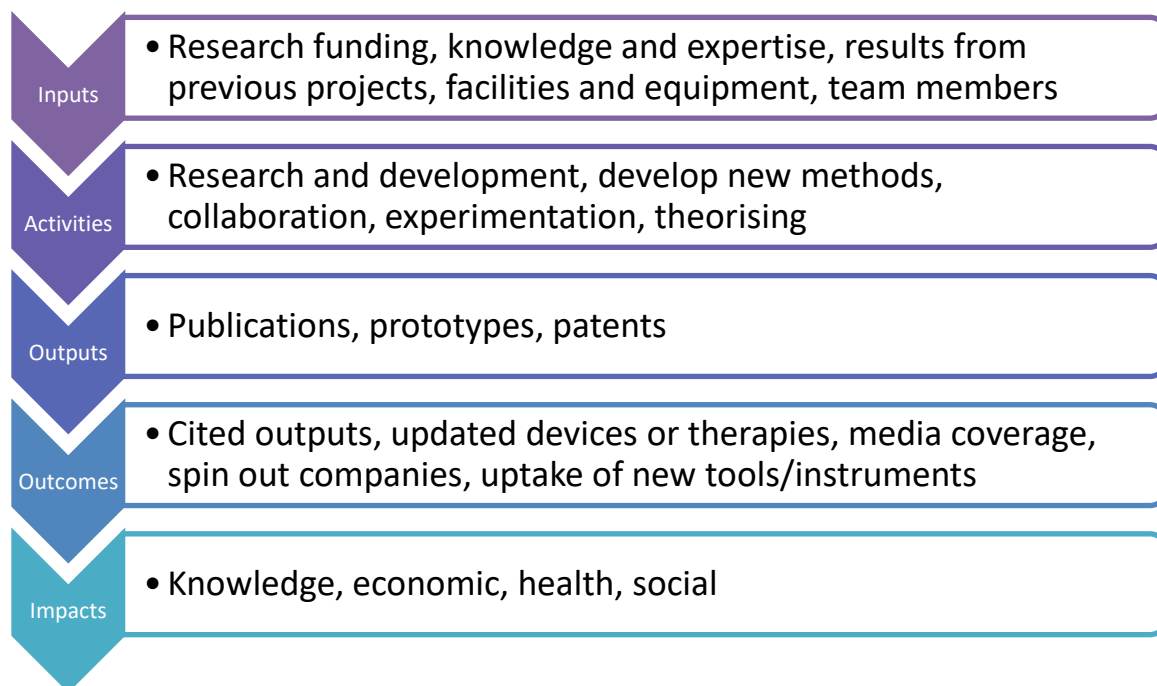 Inputs
• Research funding, knowledge and expertise, results from
previous projects, facilities and equipment, team members
Activities
• Research and development, develop new methods,
collaboration, experimentation, theorising
Outputs
• Publications, prototypes, patents
Outcomes
• Cited outputs, updated devices or therapies, media coverage,
spin out companies, uptake of new tools/instruments
Impacts
• Knowledge, economic, health, social